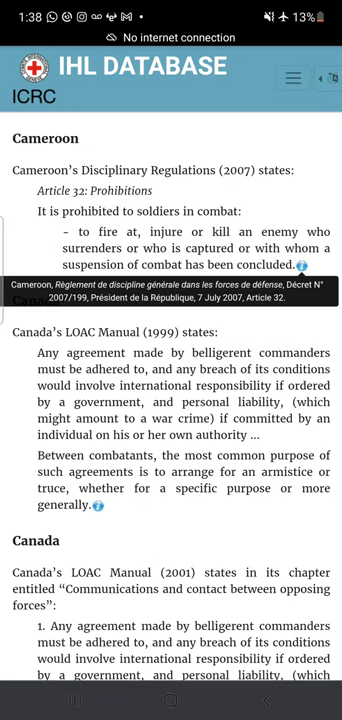 1:38
13%
No internet connection
IHL DATABASE
ICRC
Cameroon
Cameroon's Disciplinary Regulations (2007) states:
Article 32: Prohibitions
It is prohibited to soldiers in combat:
- to fire at, injure or kill an enemy who
surrenders or who is captured or with whom a
suspension of combat has been concluded.
Cameroon, Règlement de discipline générale dans les forces de défense, Décret N°
2007/199, Président de la République, 7 July 2007, Article 32.
Canada's LOAC Manual (1999) states:
Any agreement made by belligerent commanders
must be adhered to, and any breach of its conditions
would involve international responsibility if ordered
by a government, and personal liability, (which
might amount to a war crime) if committed by an
individual on his or her own authority ...
Between combatants, the most common purpose of
such agreements is to arrange for an armistice or
truce, whether for a specific purpose or more
generally.
Canada
Canada's LOAC Manual (2001) states in its chapter
entitled “Communications and contact between opposing
forces”:
1. Any agreement made by belligerent commanders
must be adhered to, and any breach of its conditions
would involve international responsibility if ordered
by a government, and personal liability, (which